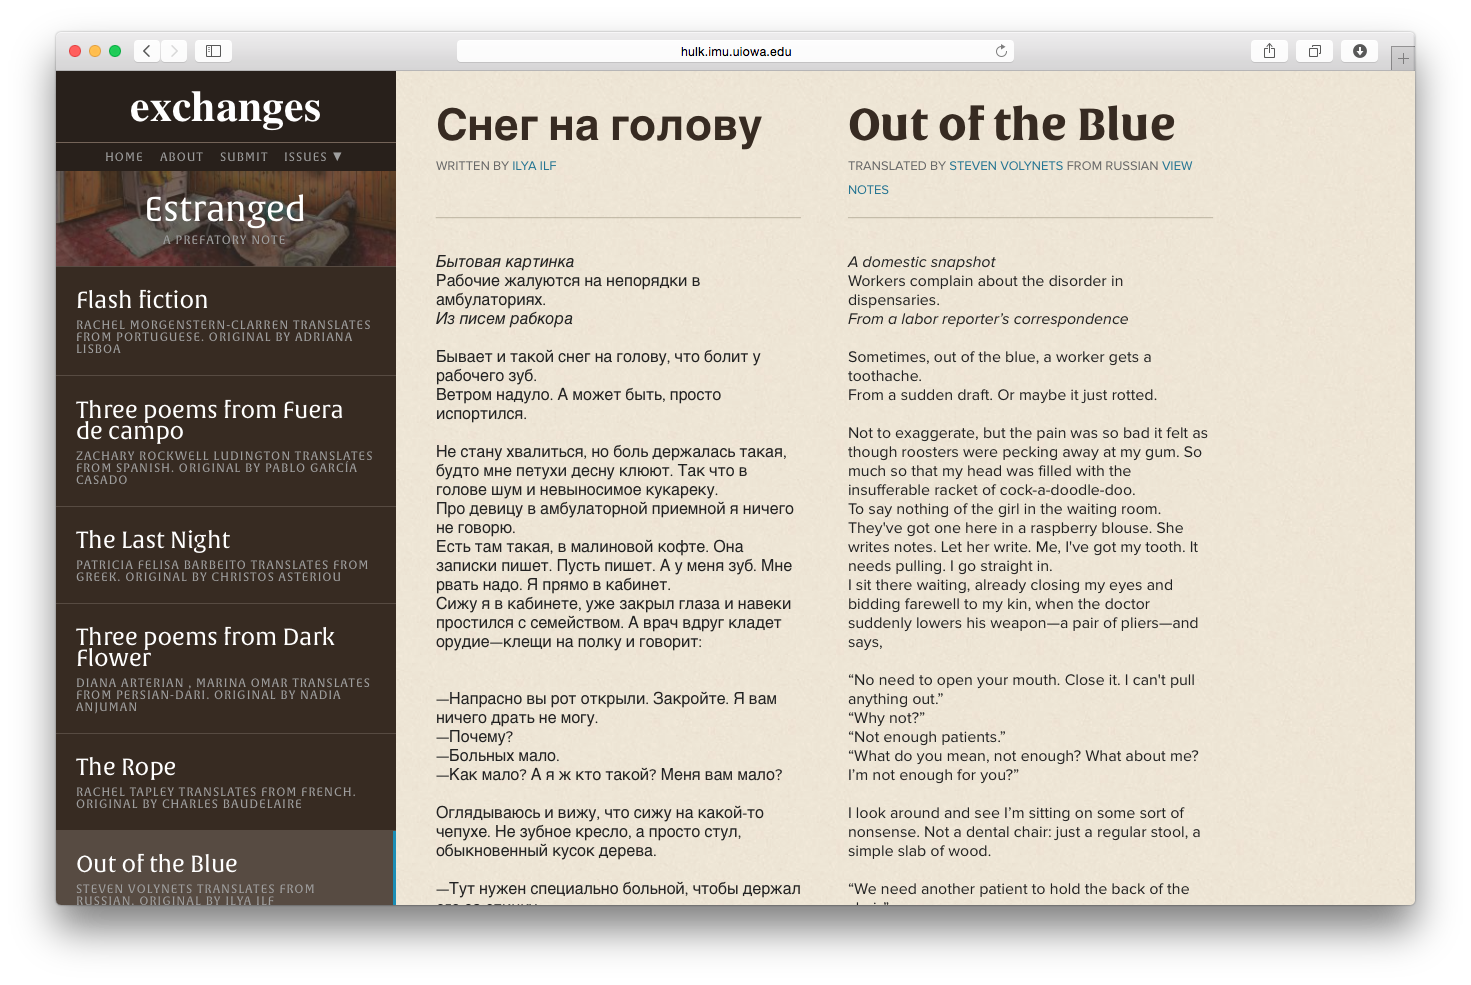 hulk.imu.uiowa.edu
exchanges
HOME ABOUT SUBMIT ISSUES ▼
Estranged
A PREFATORY NOTE
Flash fiction
RACHEL MORGENSTERN-CLARREN TRANSLATES
FROM PORTUGUESE. ORIGINAL BY ADRIANA
LISBOA
Three poems from Fuera
de campo
ZACHARY ROCKWELL LUDINGTON TRANSLATES
FROM SPANISH. ORIGINAL BY PABLO GARCÍA
CASADO
The Last Night
PATRICIA FELISA BARBEITO TRANSLATES FROM
GREEK. ORIGINAL BY CHRISTOS ASTERIOU
Three poems from Dark
Flower
DIANA ARTERIAN , MARINA OMAR TRANSLATES
FROM PERSIAN-DARI. ORIGINAL BY NADIA
ANJUMAN
The Rope
RACHEL TAPLEY TRANSLATES FROM FRENCH.
ORIGINAL BY CHARLES BAUDELAIRE
Out of the Blue
STEVEN VOLYNETS TRANSLATES FROM
RUSSIAN. ORIGINAL BY ILYA ILF
Снег на голову
WRITTEN BY ILYA ILF
Бытовая картинка
Рабочие жалуются на непорядки в
амбулаториях.
Из писем рабкора
Бывает и такой снег на голову, что болит у
рабочего зуб.
Ветром надуло. А может быть, просто
испортился.
Не стану хвалиться, но боль держалась такая,
будто мне петухи десну клюют. Так что в
голове шум и невыносимое кукареку.
Про девицу в амбулаторной приемной я ничего
не говорю.
Есть там такая, в малиновой кофте. Она
записки пишет. Пусть пишет. А у меня зуб. Мне
рвать надо. Я прямо в кабинет.
Сижу я в кабинете, уже закрыл глаза и навеки
простился с семейством. А врач вдруг кладет
орудие—клещи на полку и говорит:
—Напрасно вы рот открыли. Закройте. Я вам
ничего драть не могу.
—Почему?
—Больных мало.
—Как мало? А я ж кто такой? Меня вам мало?
Оглядываюсь и вижу, что сижу на какой-то
чепухе. Не зубное кресло, а просто стул,
обыкновенный кусок дерева.
—Тут нужен специально больной, чтобы держал
Out of the Blue
TRANSLATED BY STEVEN VOLYNETS FROM RUSSIAN VIEW
NOTES
A domestic snapshot
Workers complain about the disorder in
dispensaries.
From a labor reporter’s correspondence
Sometimes, out of the blue, a worker gets a
toothache.
From a sudden draft. Or maybe it just rotted.
Not to exaggerate, but the pain was so bad it felt as
though roosters were pecking away at my gum. So
much so that my head was filled with the
insufferable racket of cock-a-doodle-doo.
To say nothing of the girl in the waiting room.
They've got one here in a raspberry blouse. She
writes notes. Let her write. Me, I've got my tooth. It
needs pulling. I go straight in.
I sit there waiting, already closing my eyes and
bidding farewell to my kin, when the doctor
suddenly lowers his weapon—a pair of pliers—and
says,
“No need to open your mouth. Close it. I can't pull
anything out.”
“Why not?”
“Not enough patients.”
“What do you mean, not enough? What about me?
I’m not enough for you?”
I look around and see I’m sitting on some sort of
nonsense. Not a dental chair: just a regular stool, a
simple slab of wood.
“We need another patient to hold the back of the